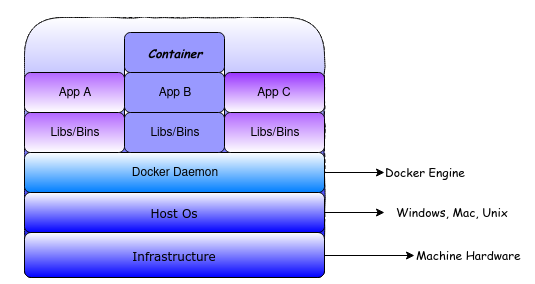 Container
App A
App B
App C
Libs/Bins
Libs/Bins
Libs/Bins
Docker Daemon
Docker Engine
Host Os
Windows, Mac, Unix
Infrastructure
Machine Hardware